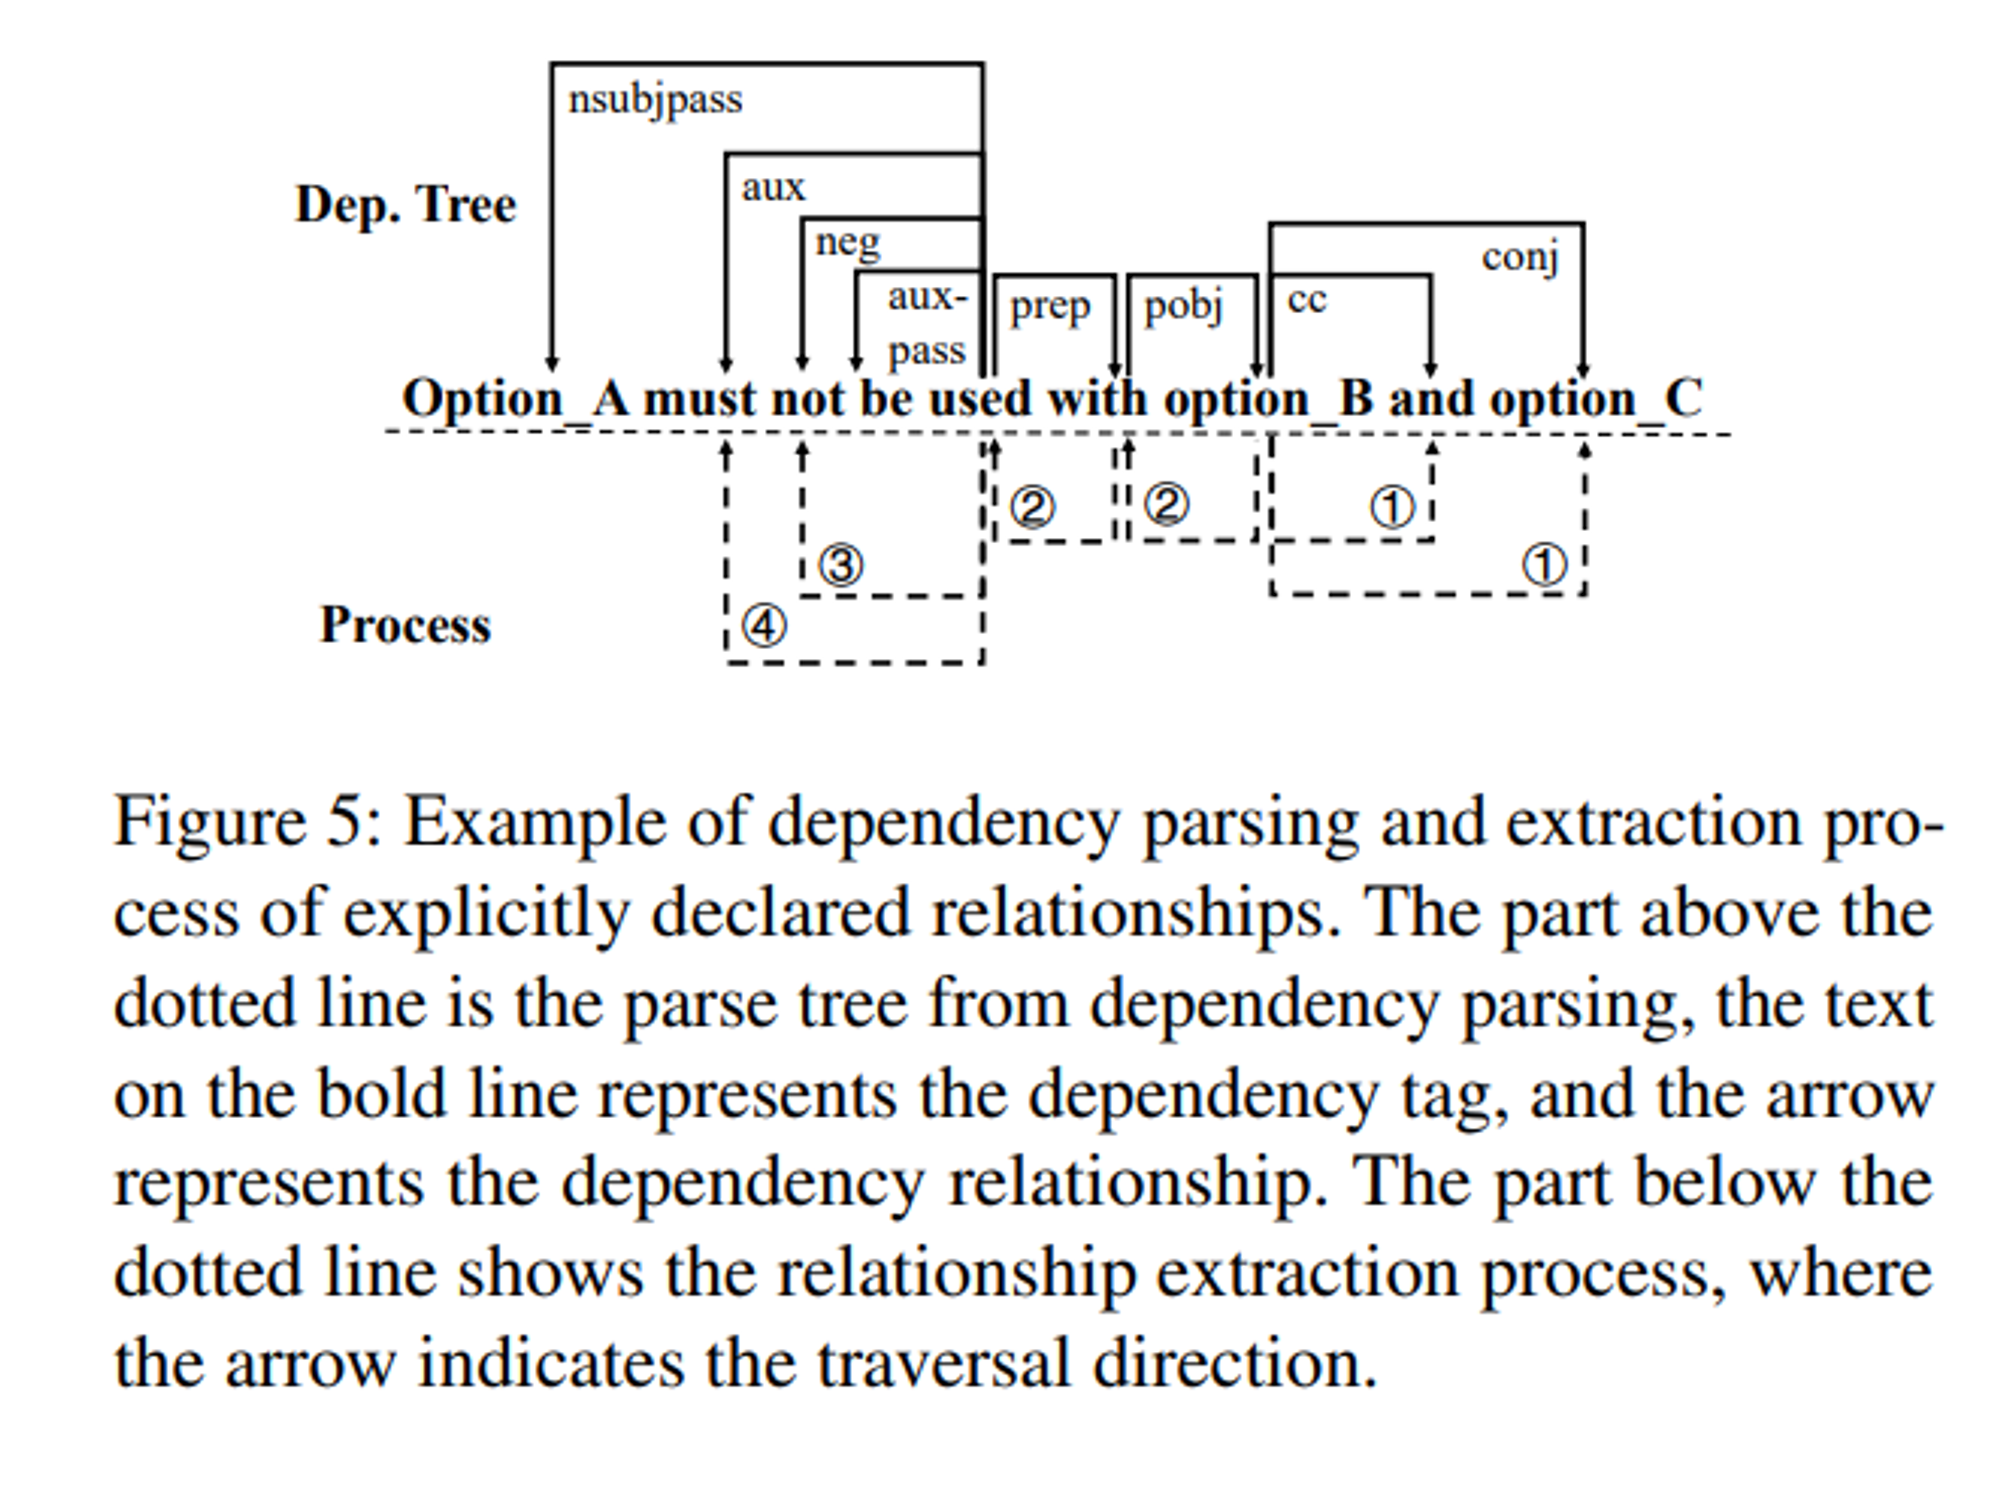 nsubjpass
aux
Dep. Tree
neg
conj
aux-
pass
prep
pobj
cc
Option_A must not be used with option_B and option_C
② ② ①
③ ①
Process ④
Figure 5: Example of dependency parsing and extraction pro-
cess of explicitly declared relationships. The part above the
dotted line is the parse tree from dependency parsing, the text
on the bold line represents the dependency tag, and the arrow
represents the dependency relationship. The part below the
dotted line shows the relationship extraction process, where
the arrow indicates the traversal direction.